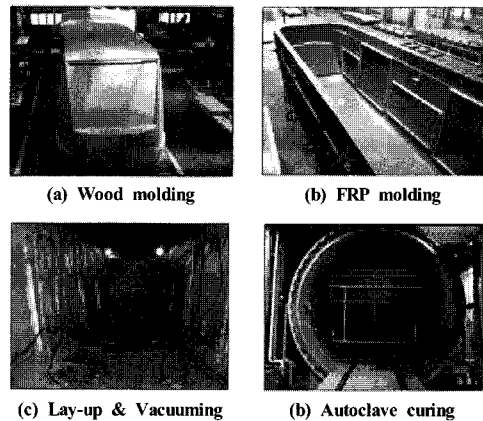 (a) Wood molding
(b) FRP molding
(c) Lay-up & Vacuuming
(b) Autoclave curing